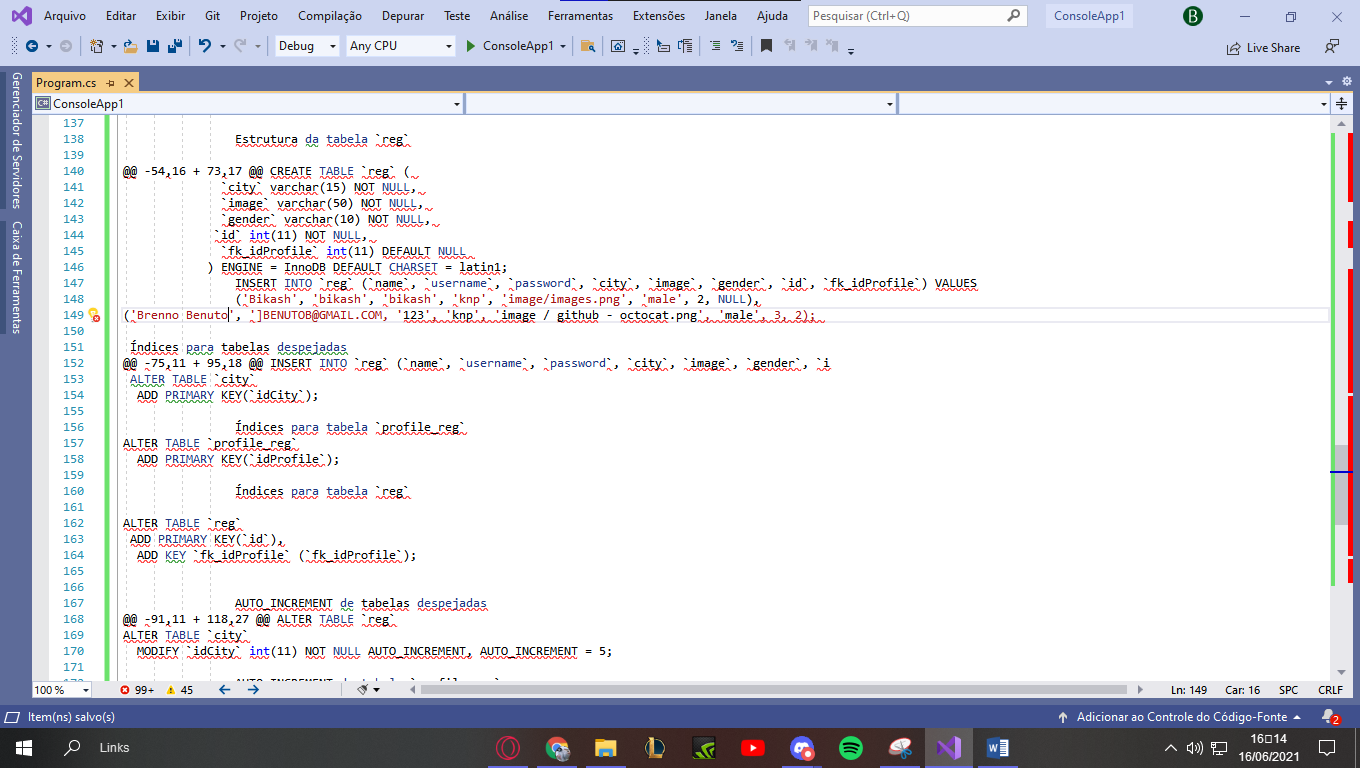 Arquivo Editar Exibir Git Projeto Compilação Depurar Teste Análise Ferramentas Extensões Janela Ajuda Pesquisar (Ctrl+Q) ConsoleApp1 B
Debug Any CPU ConsoleApp1 Live Share
Program.cs
C# ConsoleApp1
Gerenciador de Servidores
Caixa de Ferramentas
137
138 Estrutura da tabela `reg`
139
140 @@ -54,16 + 73,17 @@ CREATE TABLE `reg` (
141 `city` varchar(15) NOT NULL,
142 `image` varchar(50) NOT NULL,
143 `gender` varchar(10) NOT NULL,
144 `id` int(11) NOT NULL,
145 `fk_idProfile` int(11) DEFAULT NULL
146 ) ENGINE = InnoDB DEFAULT CHARSET = latin1;
147 INSERT INTO `reg` (`name`, `username`, `password`, `city`, `image`, `gender`, `id`, `fk_idProfile`) VALUES
148 ('Bikash', 'bikash', 'bikash', 'knp', 'image/images.png', 'male', 2, NULL),
149 ('Brenno Benuto', ']BENUTOB@GMAIL.COM, '123', 'knp', 'image / github - octocat.png', 'male', 3, 2);
150
151 Índices para tabelas despejadas
152 @@ -75,11 + 95,18 @@ INSERT INTO `reg` (`name`, `username`, `password`, `city`, `image`, `gender`, `i
153 ALTER TABLE `city`
154 ADD PRIMARY KEY(`idCity`);
155
156 Índices para tabela `profile_reg`
157 ALTER TABLE `profile_reg`
158 ADD PRIMARY KEY(`idProfile`);
159
160 Índices para tabela `reg`
161
162 ALTER TABLE `reg`
163 ADD PRIMARY KEY(`id`),
164 ADD KEY `fk_idProfile` (`fk_idProfile`);
165
166
167 AUTO_INCREMENT de tabelas despejadas
168 @@ -91,11 + 118,27 @@ ALTER TABLE `reg`
169 ALTER TABLE `city`
170 MODIFY `idCity` int(11) NOT NULL AUTO_INCREMENT, AUTO_INCREMENT = 5;
171
100 % 99+ 45 Ln: 149 Car: 16 SPC CRLF
Item(ns) salvo(s) Adicionar ao Controle do Código-Fonte 2
Links 16:14
16/06/2021